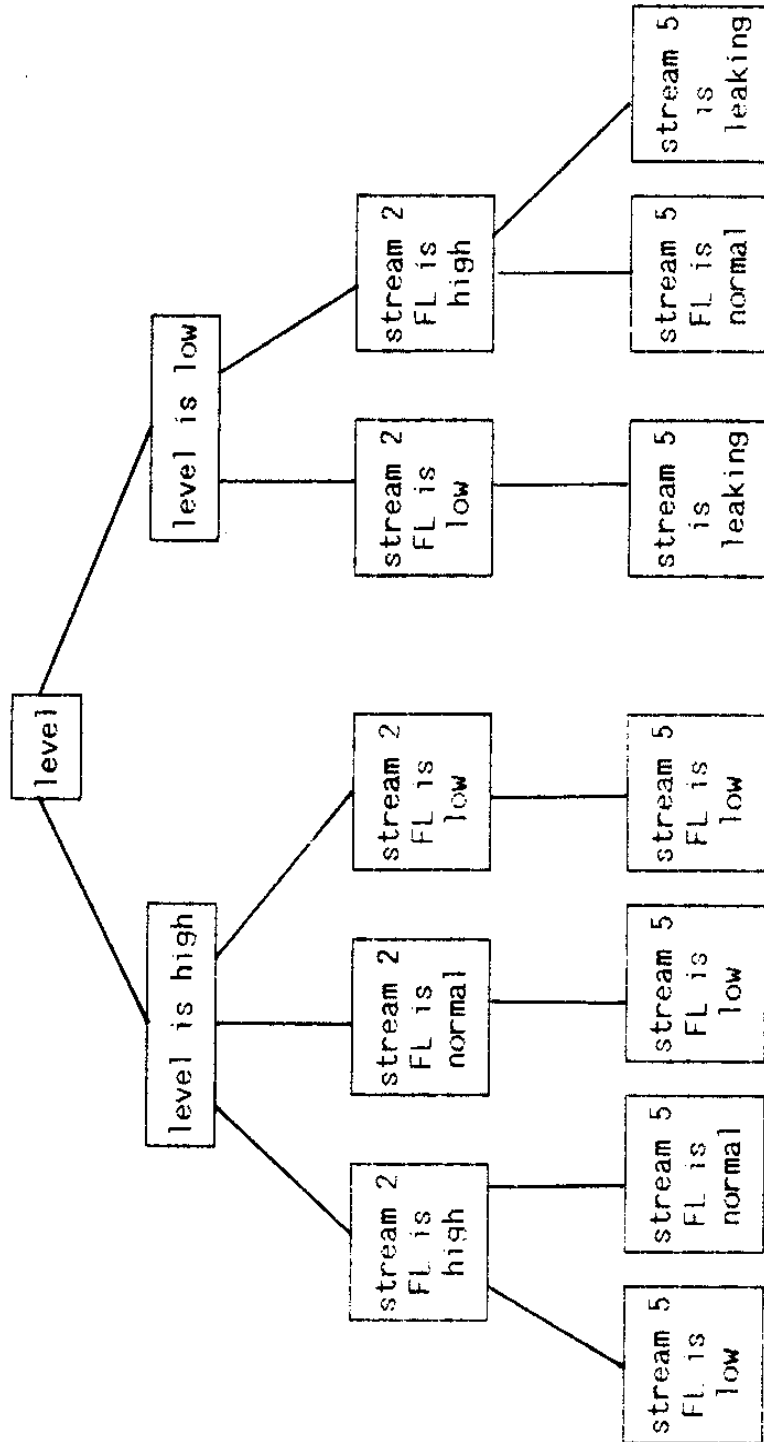 level
level is high
level is low
stream 2
FL is
high
stream 2
FL is
normal
stream 2
FL is
low
stream 2
FL is
low
stream 2
FL is
high
stream 5
FL is
low
stream 5
FL is
normal
stream 5
FL is
low
stream 5
FL is
low
stream 5
is
leaking
stream 5
FL is
normal
stream 5
is
leaking